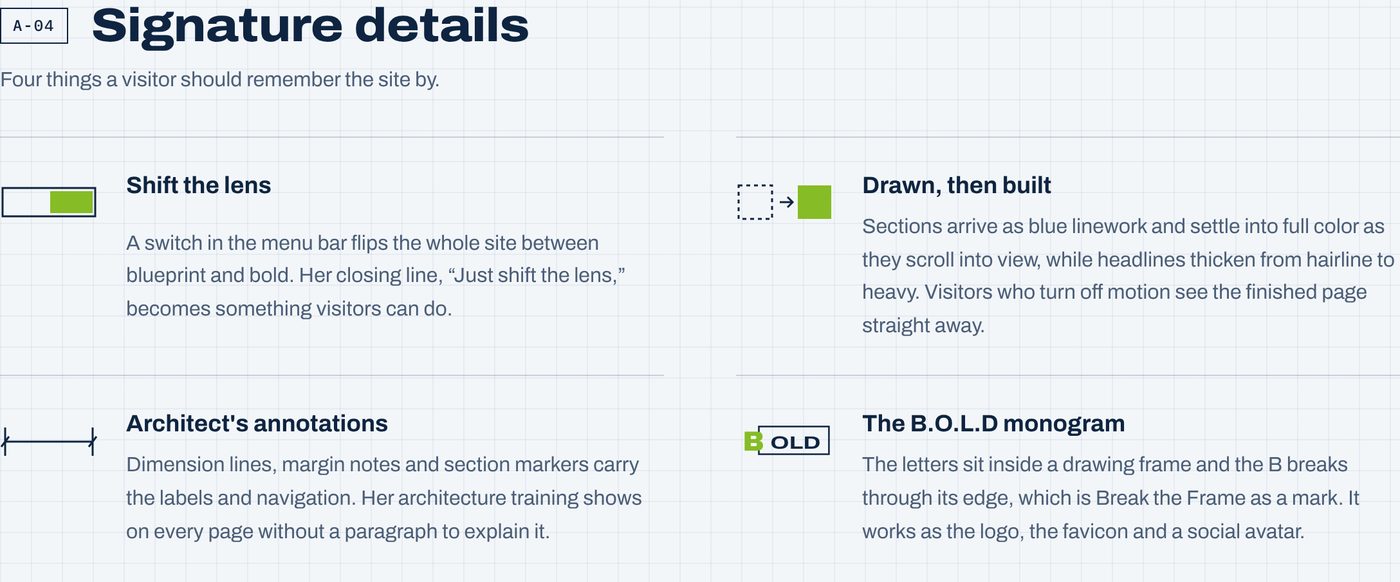 A-04
Signature details
Four things a visitor should remember the site by.
Shift the lens
A switch in the menu bar flips the whole site between
blueprint and bold. Her closing line, “Just shift the lens,”
becomes something visitors can do.
Drawn, then built
Sections arrive as blue linework and settle into full color as
they scroll into view, while headlines thicken from hairline to
heavy. Visitors who turn off motion see the finished page
straight away.
Architect's annotations
Dimension lines, margin notes and section markers carry
the labels and navigation. Her architecture training shows
on every page without a paragraph to explain it.
B OLD
The B.O.L.D monogram
The letters sit inside a drawing frame and the B breaks
through its edge, which is Break the Frame as a mark. It
works as the logo, the favicon and a social avatar.